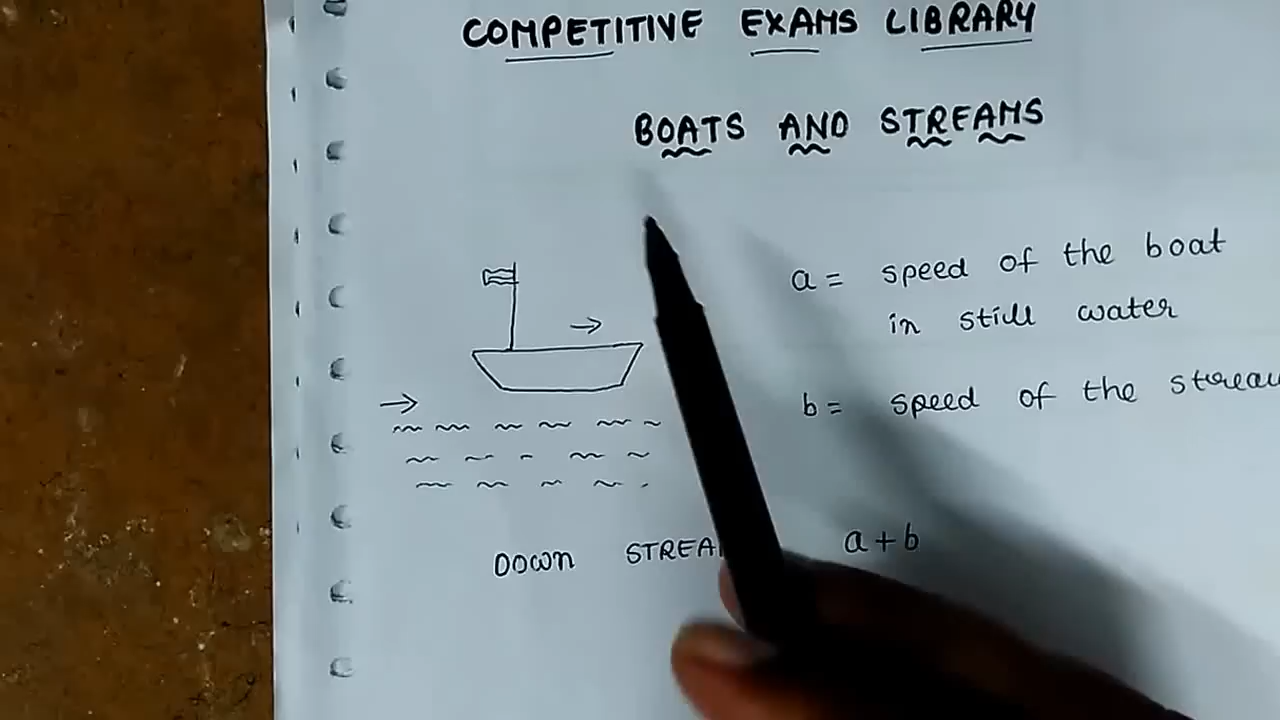 COMPETITIVE EXAMS LIBRARY
BOATS AND STREAMS
a = speed of the boat
in still water
b = speed of the
DOWN a+b